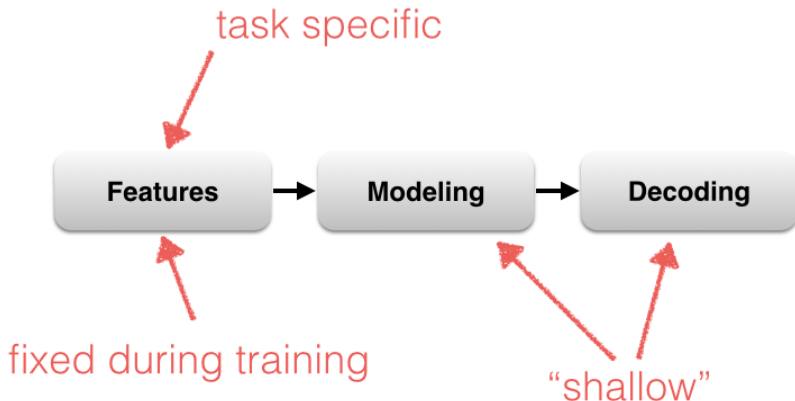 task specific
Features
Modeling
Decoding
fixed during training
“shallow”